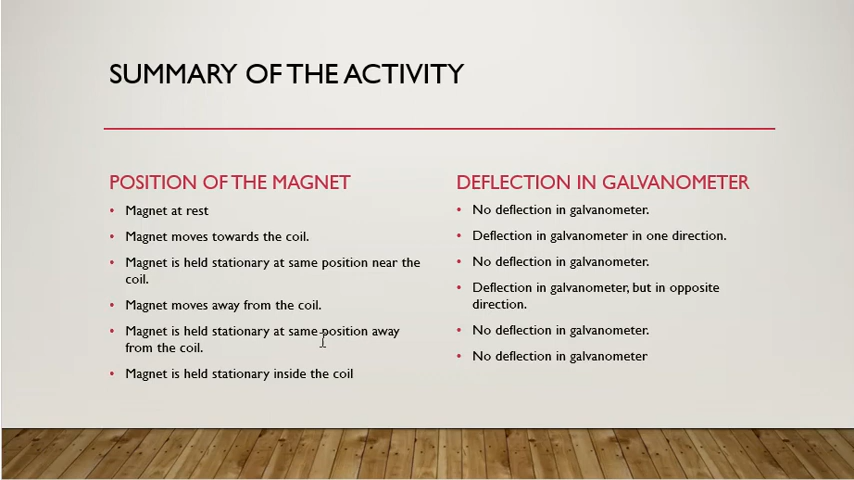 SUMMARY OF THE ACTIVITY
POSITION OF THE MAGNET
• Magnet at rest
• Magnet moves towards the coil.
• Magnet is held stationary at same position near the
coil.
• Magnet moves away from the coil.
• Magnet is held stationary at same position away
from the coil.
• Magnet is held stationary inside the coil
DEFLECTION IN GALVANOMETER
• No deflection in galvanometer.
• Deflection in galvanometer in one direction.
• No deflection in galvanometer.
• Deflection in galvanometer, but in opposite
direction.
• No deflection in galvanometer.
• No deflection in galvanometer